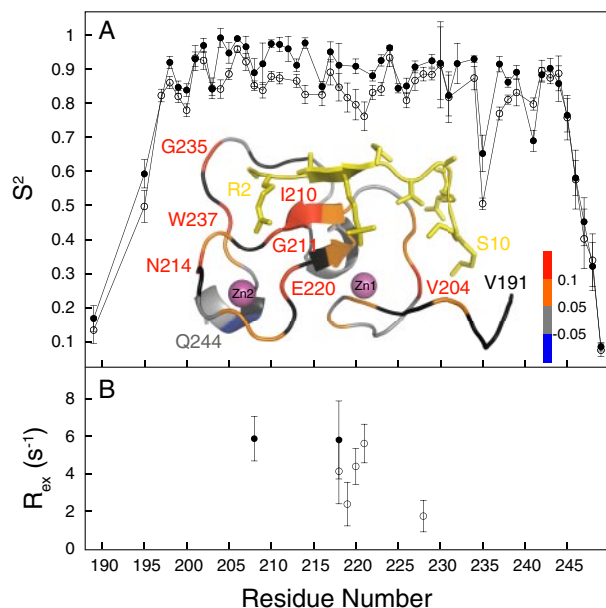 A
1
0.9
0.8
0.7
0.6
0.5
0.4
0.3
0.2
0.1
S²
G235
R2
I210
W237
G211
S10
N214
E220
V204
V191
Zn2
Zn1
Q244
0.1
0.05
-0.05
B
8
6
4
2
0
R_ex (s⁻¹)
189 195 200 205 210 215 220 225 230 235 240 245
Residue Number